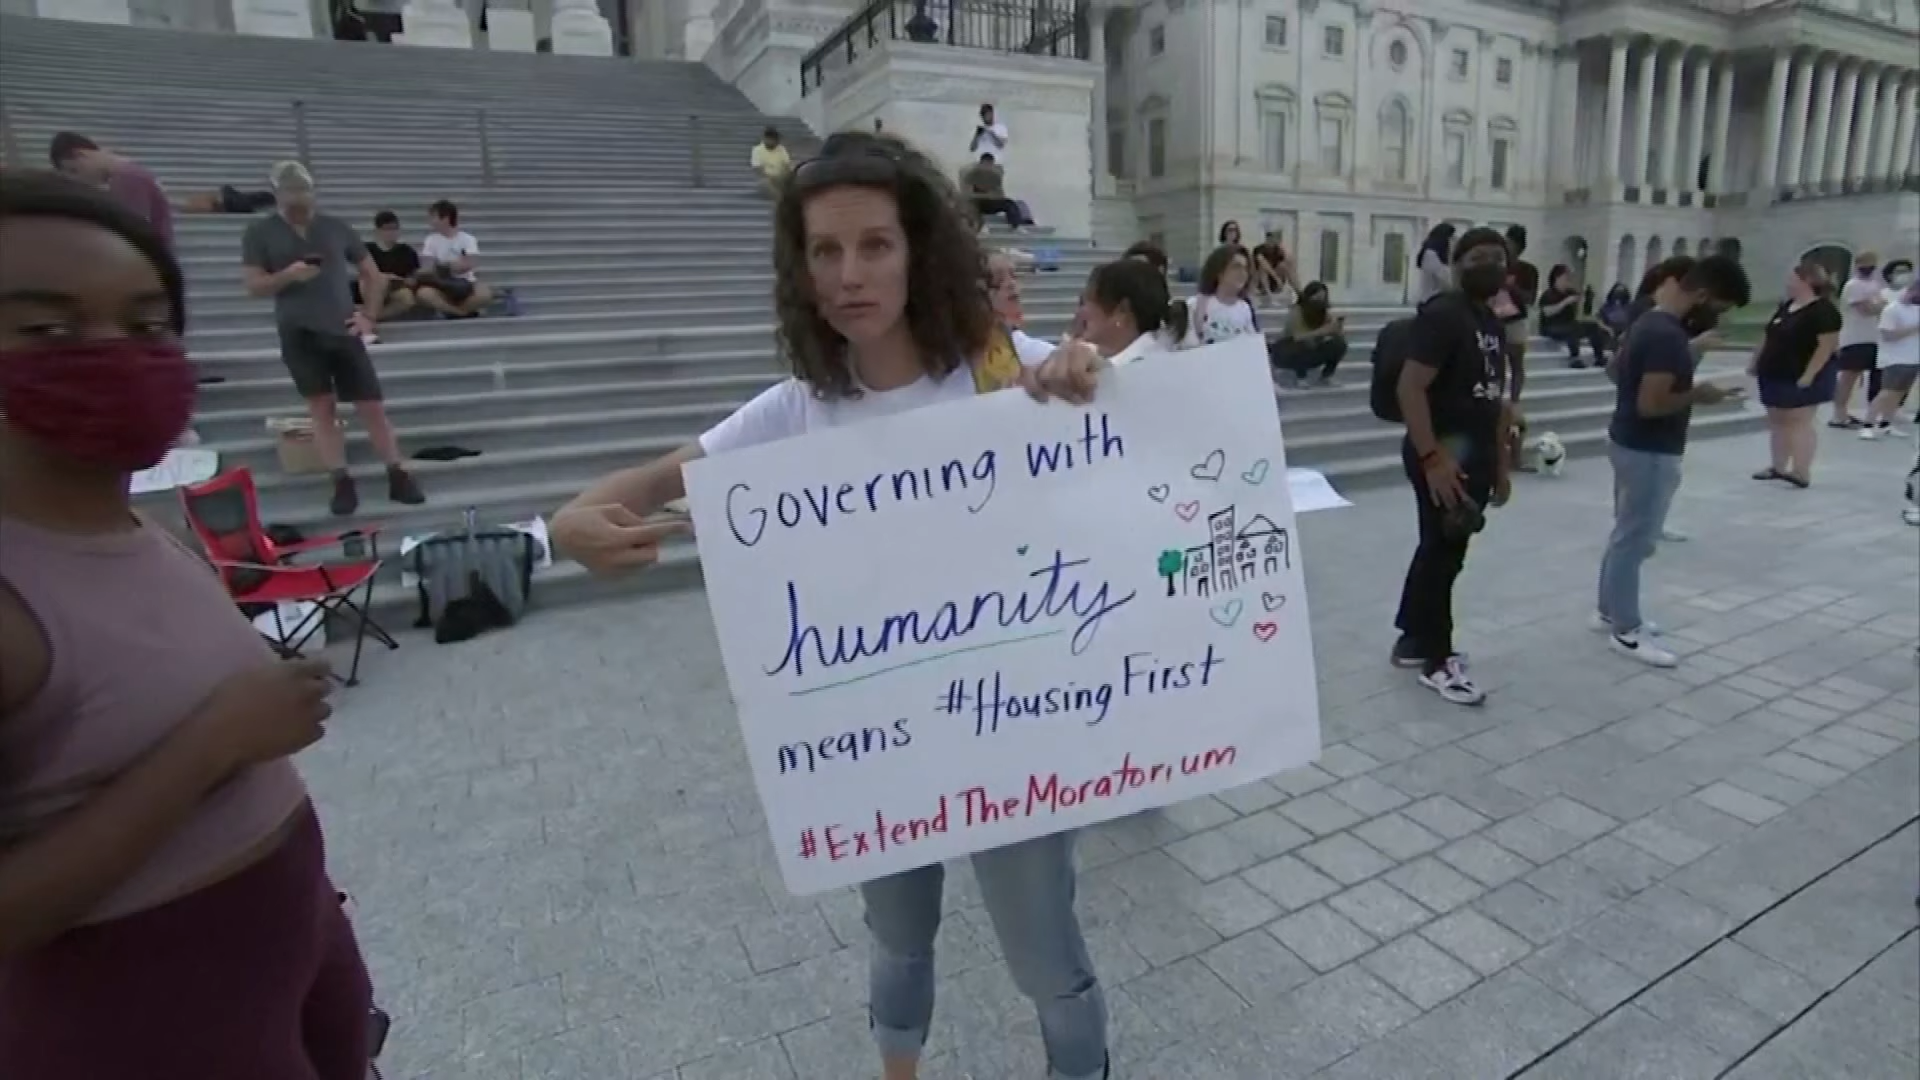 Governing with
humanity
means #HousingFirst
#ExtendTheMoratorium